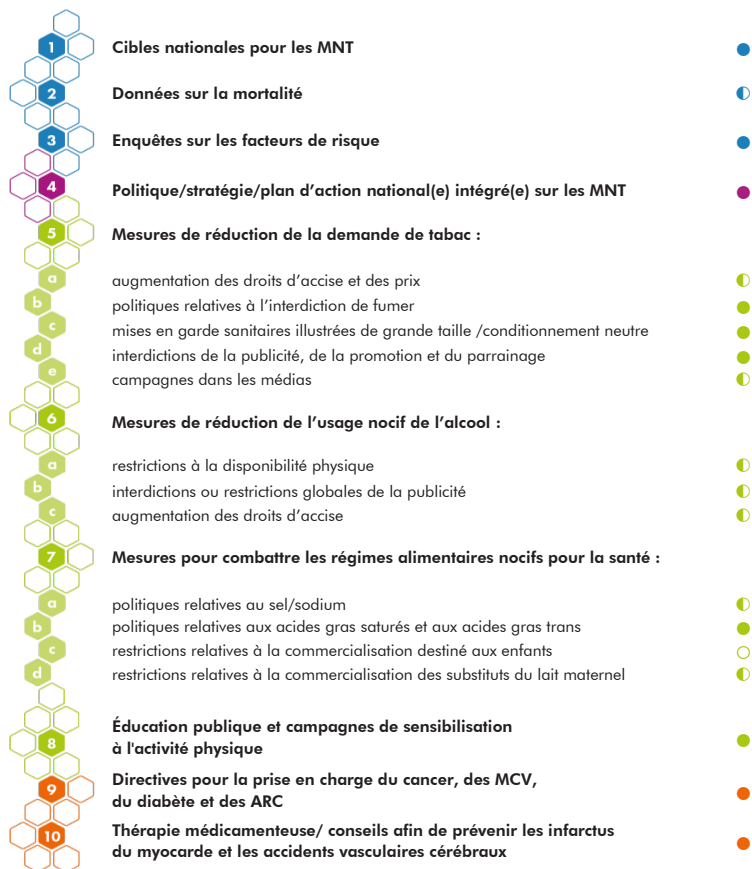 1 Cibles nationales pour les MNT
2 Données sur la mortalité
3 Enquêtes sur les facteurs de risque
4 Politique/stratégie/plan d’action national(e) intégré(e) sur les MNT
5 Mesures de réduction de la demande de tabac :
a augmentation des droits d’accise et des prix
b politiques relatives à l’interdiction de fumer
c mises en garde sanitaires illustrées de grande taille /conditionnement neutre
d interdictions de la publicité, de la promotion et du parrainage
e campagnes dans les médias
6 Mesures de réduction de l’usage nocif de l’alcool :
a restrictions à la disponibilité physique
b interdictions ou restrictions globales de la publicité
c augmentation des droits d’accise
7 Mesures pour combattre les régimes alimentaires nocifs pour la santé :
a politiques relatives au sel/sodium
b politiques relatives aux acides gras saturés et aux acides gras trans
c restrictions relatives à la commercialisation destiné aux enfants
d restrictions relatives à la commercialisation des substituts du lait maternel
8 Éducation publique et campagnes de sensibilisation
à l'activité physique
9 Directives pour la prise en charge du cancer, des MCV,
du diabète et des ARC
10 Thérapie médicamenteuse/ conseils afin de prévenir les infarctus
du myocarde et les accidents vasculaires cérébraux